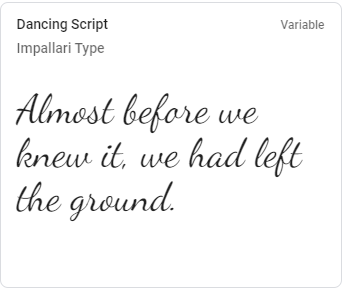 Dancing Script
Variable
Impallari Type
Almost before we
knew it, we had left
the ground.